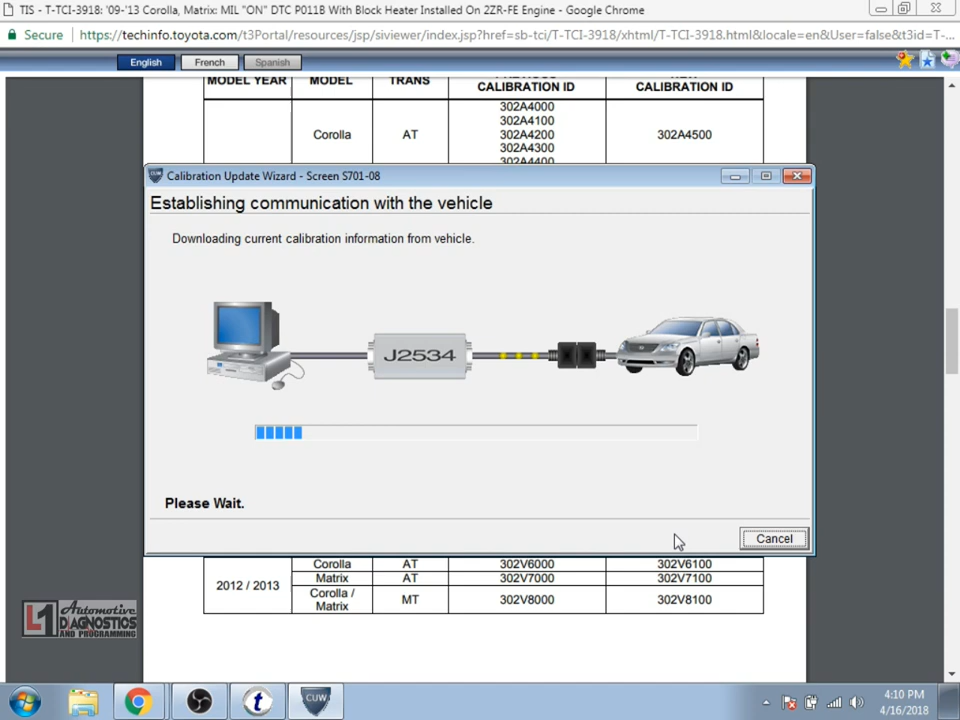 TIS - T-TCI-3918: '09-'13 Corolla, Matrix: MIL "ON" DTC P011B With Block Heater Installed On 2ZR-FE Engine - Google Chrome
Secure | https://techinfo.toyota.com/t3Portal/resources/jsp/siviewer/index.jsp?href=sb-tci/T-TCI-3918/xhtml/T-TCI-3918.html&locale=en&User=false&t3id=T-...
English French Spanish
MODEL YEAR MODEL TRANS CALIBRATION ID CALIBRATION ID
302A4000
302A4100
Corolla AT 302A4200 302A4500
302A4300
302A4400
CUW Calibration Update Wizard - Screen S701-08
Establishing communication with the vehicle
Downloading current calibration information from vehicle.
J2534
Please Wait.
Cancel
2012 / 2013 Corolla AT 302V6000 302V6100
Matrix AT 302V7000 302V7100
Corolla / Matrix MT 302V8000 302V8100
L1 Automotive
DIAGNOSTICS
AND PROGRAMMING
t CUW
4:10 PM
4/16/2018